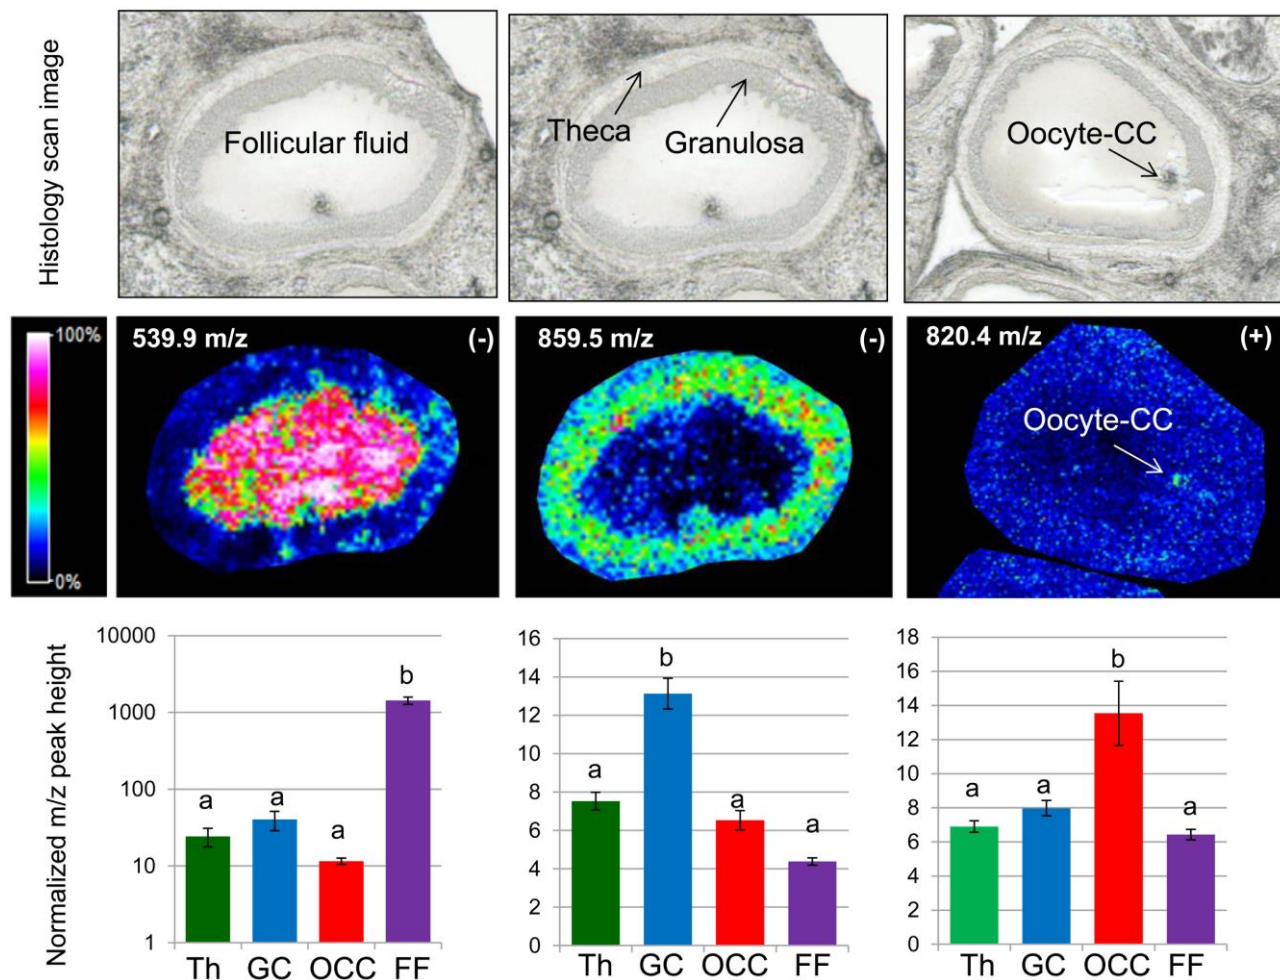 Histology scan image
Follicular fluid
Theca
Granulosa
Oocyte-CC
100%
0%
539.9 m/z
(-)
859.5 m/z
(-)
820.4 m/z
(+)
Oocyte-CC
Normalized m/z peak height
10000
1000
100
10
1
a
a
a
b
Th GC OCC FF
16
14
12
10
8
6
4
2
0
a
b
a
a
Th GC OCC FF
18
16
14
12
10
8
6
4
2
0
a
a
b
a
Th GC OCC FF